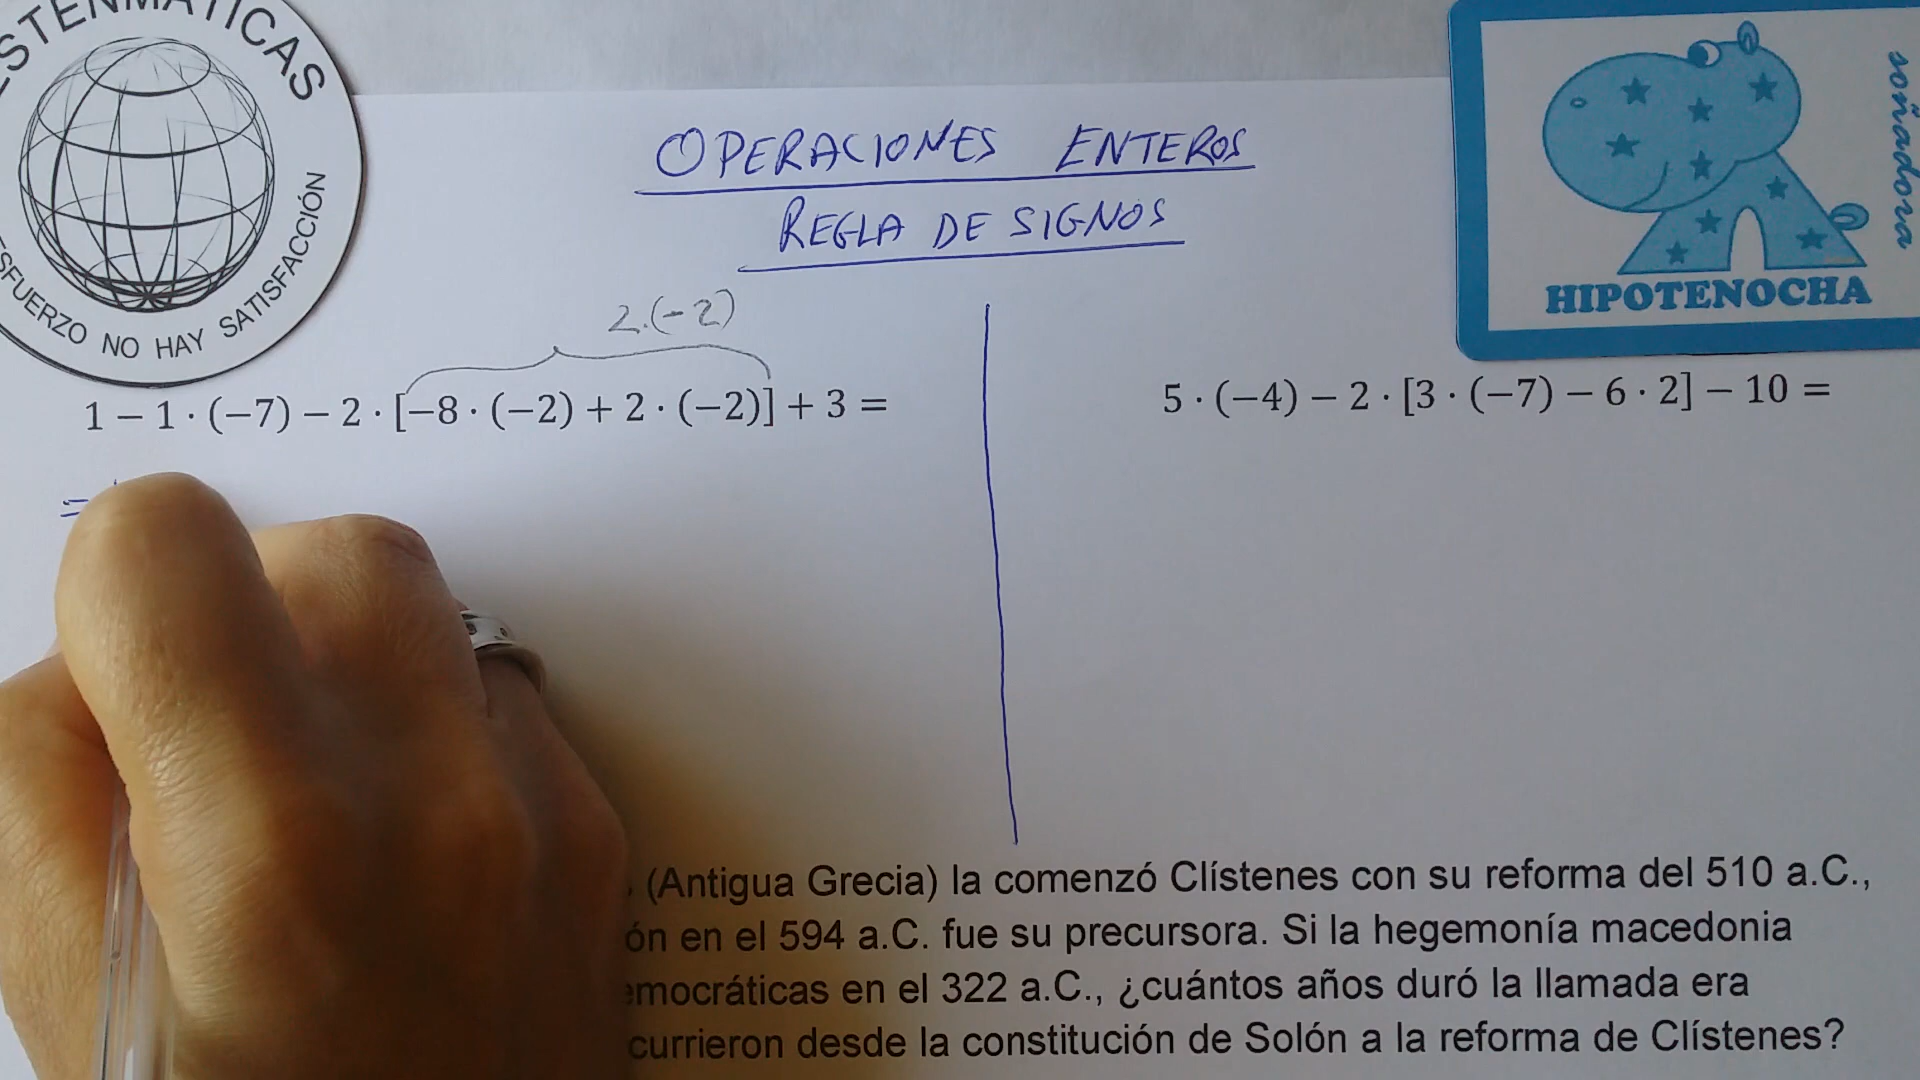 STENMÁTICAS
ESFUERZO NO HAY SATISFACCIÓN
soñadora
HIPOTENOCHA
OPERACIONES ENTEROS
REGLA DE SIGNOS
2.(-2)
1 − 1 · (−7) − 2 · [−8 · (−2) + 2 · (−2)] + 3 =
5 · (−4) − 2 · [3 · (−7) − 6 · 2] − 10 =
=
(Antigua Grecia) la comenzó Clístenes con su reforma del 510 a.C.,
ón en el 594 a.C. fue su precursora. Si la hegemonía macedonia
emocráticas en el 322 a.C., ¿cuántos años duró la llamada era
currieron desde la constitución de Solón a la reforma de Clístenes?